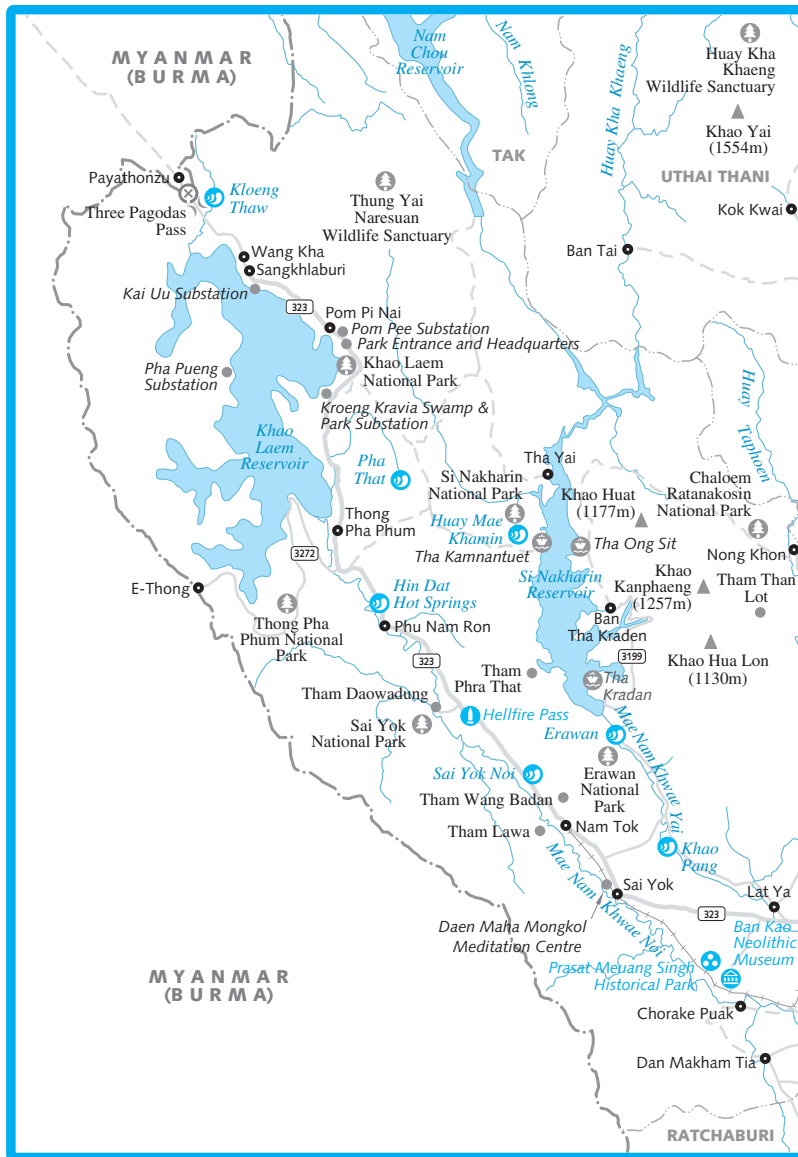 MYANMAR
(BURMA)
Nam
Chou
Reservoir
Nam Khlong
Huay Kha Khaeng
Huay Kha
Khaeng
Wildlife Sanctuary
Khao Yai
(1554m)
TAK
UTHAI THANI
Payathonzu
Kloeng
Thaw
Three Pagodas
Pass
Thung Yai
Naresuan
Wildlife Sanctuary
Kok Kwai
Ban Tai
Wang Kha
Sangkhlaburi
Kai Uu Substation
323
Pom Pi Nai
Pom Pee Substation
Park Entrance and Headquarters
Khao Laem
National Park
Pha Pueng
Substation
Kroeng Kravia Swamp &
Park Substation
Huay Taphoen
Khao
Laem
Reservoir
Pha
That
Tha Yai
Si Nakharin
National Park
Khao Huat
(1177m)
Chaloem
Ratanakosin
National Park
Huay Mae
Khamin
Thong
Pha Phum
Tha Kamnantuet
Tha Ong Sit
Nong Khon
3272
Si Nakharin
Reservoir
Khao
Kanphaeng
(1257m)
Tham Than
Lot
E-Thong
Hin Dat
Hot Springs
Thong Pha
Phum National
Park
Phu Nam Ron
Ban
Tha Kraden
3199
Khao Hua Lon
(1130m)
323
Tham
Phra That
Tha
Kradan
Tham Daowadung
Hellfire Pass
Sai Yok
National Park
Erawan
Mae Nam Khwae Yai
Sai Yok Noi
Erawan
National
Park
Tham Wang Badan
Tham Lawa
Nam Tok
Khao
Pang
Mae Nam Khwae Noi
Sai Yok
Lat Ya
323
Daen Maha Mongkol
Meditation Centre
Ban Kao
Neolithic
Museum
Prasat Meuang Singh
Historical Park
MYANMAR
(BURMA)
Chorake Puak
Dan Makham Tia
RATCHABURI